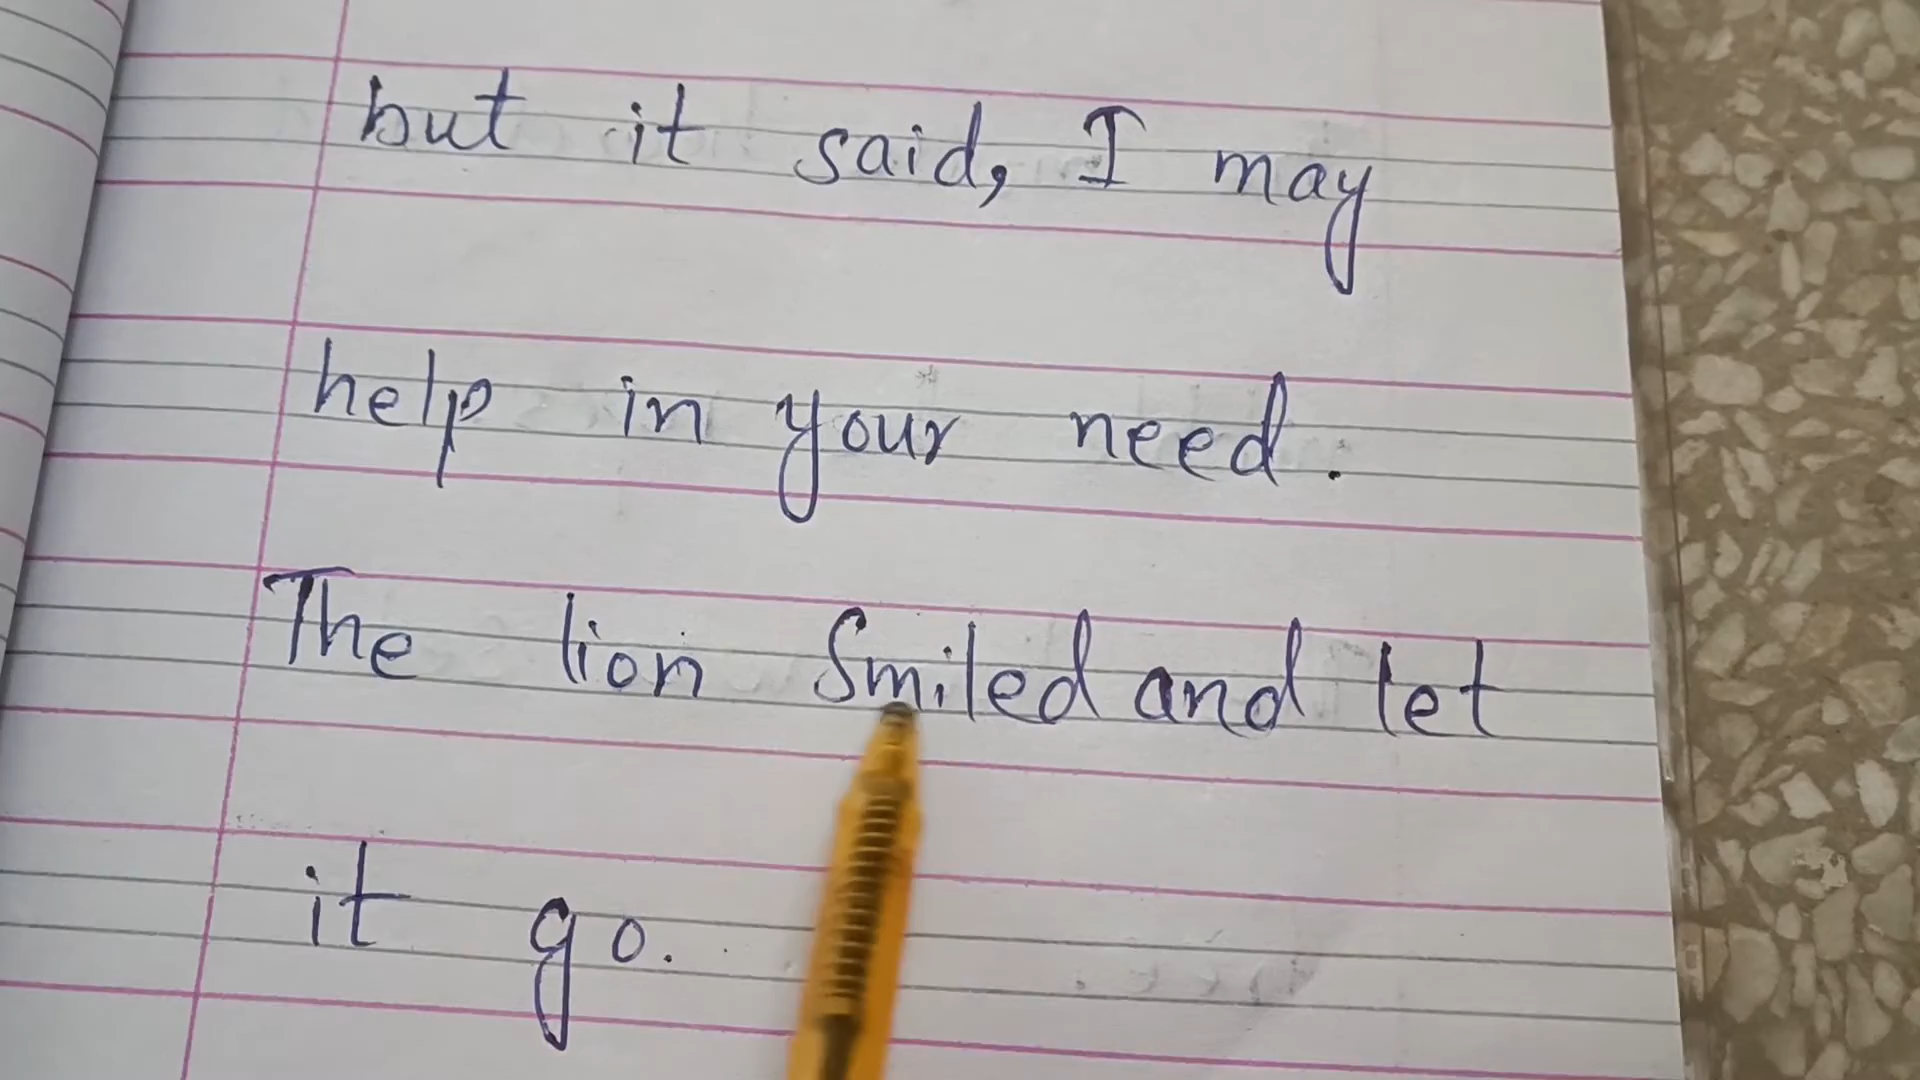 but it said, I may
help in your need.
The lion Smiled and let
it go.